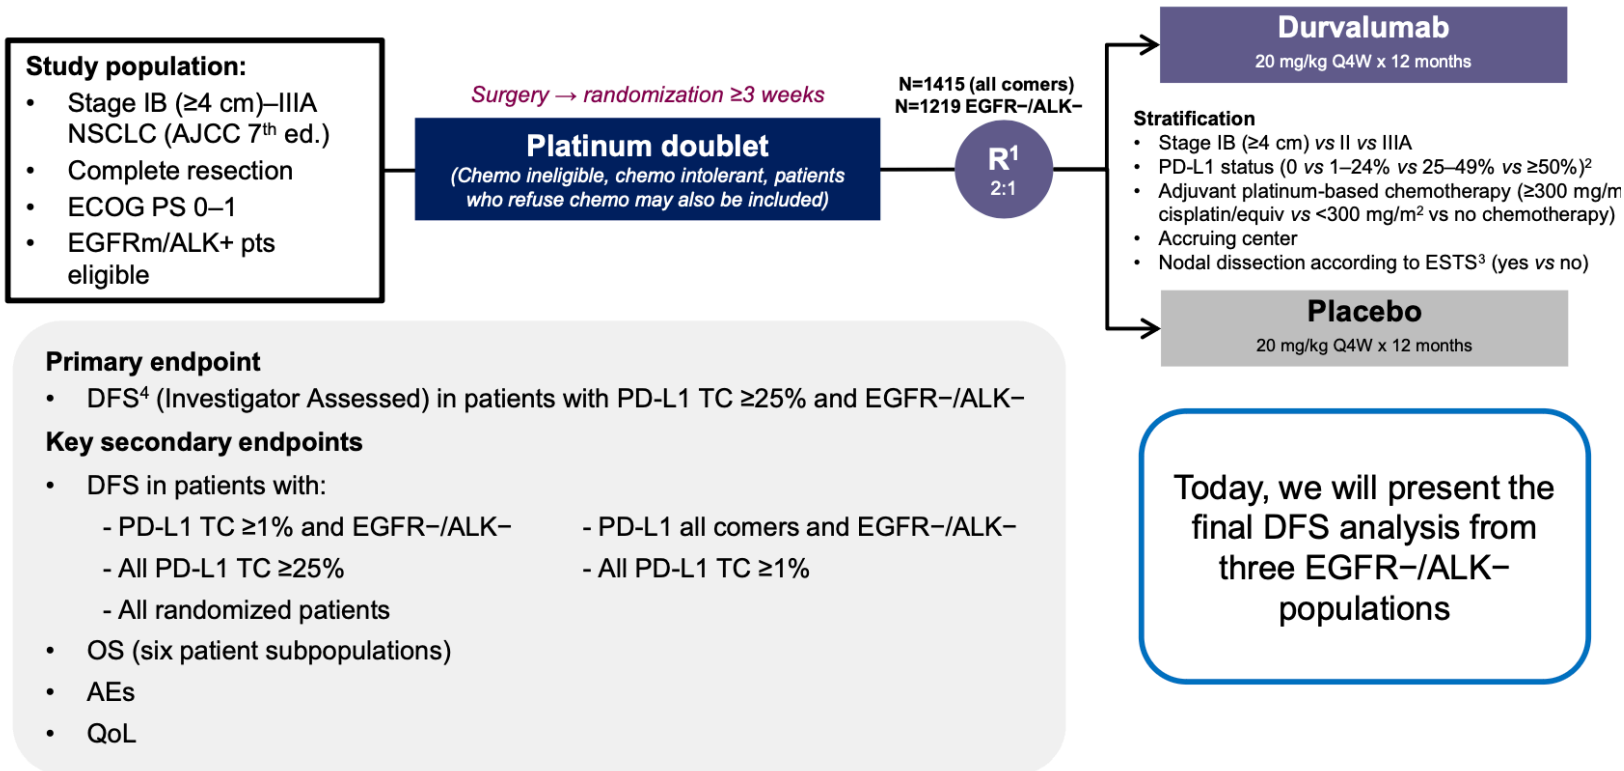 Study population:
• Stage IB (≥4 cm)–IIIA
NSCLC (AJCC 7th ed.)
• Complete resection
• ECOG PS 0–1
• EGFRm/ALK+ pts
eligible
Surgery → randomization ≥3 weeks
Platinum doublet
(Chemo ineligible, chemo intolerant, patients
who refuse chemo may also be included)
N=1415 (all comers)
N=1219 EGFR−/ALK−
R¹
2:1
Durvalumab
20 mg/kg Q4W x 12 months
Stratification
• Stage IB (≥4 cm) vs II vs IIIA
• PD-L1 status (0 vs 1–24% vs 25–49% vs ≥50%)²
• Adjuvant platinum-based chemotherapy (≥300 mg/m
cisplatin/equiv vs <300 mg/m² vs no chemotherapy)
• Accruing center
• Nodal dissection according to ESTS³ (yes vs no)
Placebo
20 mg/kg Q4W x 12 months
Primary endpoint
• DFS⁴ (Investigator Assessed) in patients with PD-L1 TC ≥25% and EGFR−/ALK−
Key secondary endpoints
• DFS in patients with:
- PD-L1 TC ≥1% and EGFR−/ALK− - PD-L1 all comers and EGFR−/ALK−
- All PD-L1 TC ≥25% - All PD-L1 TC ≥1%
- All randomized patients
• OS (six patient subpopulations)
• AEs
• QoL
Today, we will present the
final DFS analysis from
three EGFR−/ALK−
populations